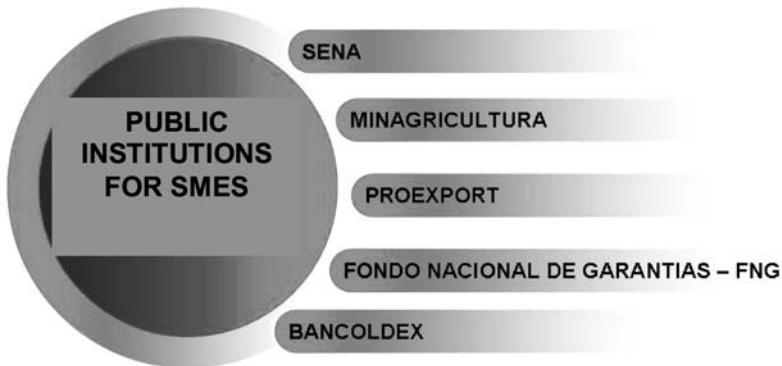 PUBLIC
INSTITUTIONS
FOR SMES
SENA
MINAGRICULTURA
PROEXPORT
FONDO NACIONAL DE GARANTIAS – FNG
BANCOLDEX